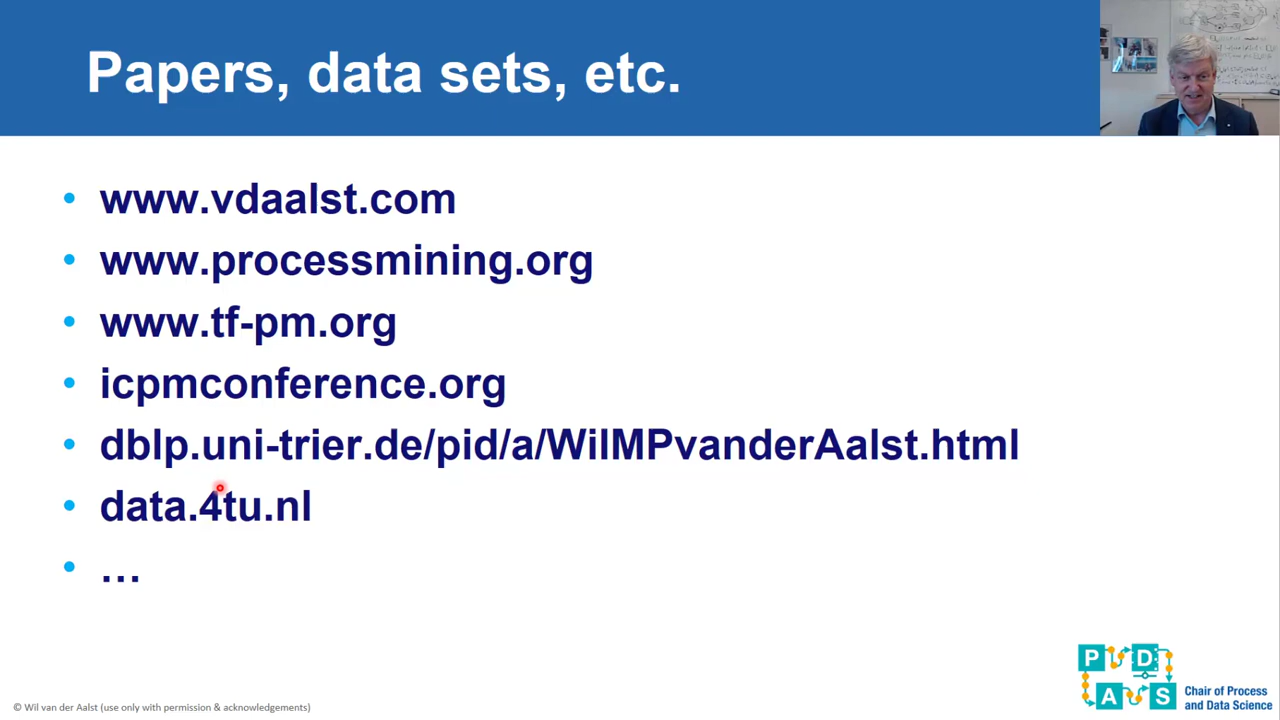 Papers, data sets, etc.
• www.vdaalst.com
• www.processmining.org
• www.tf-pm.org
• icpmconference.org
• dblp.uni-trier.de/pid/a/WilMPvanderAalst.html
• data.4tu.nl
• …
P D
A S
Chair of Process
and Data Science
© Wil van der Aalst (use only with permission & acknowledgements)